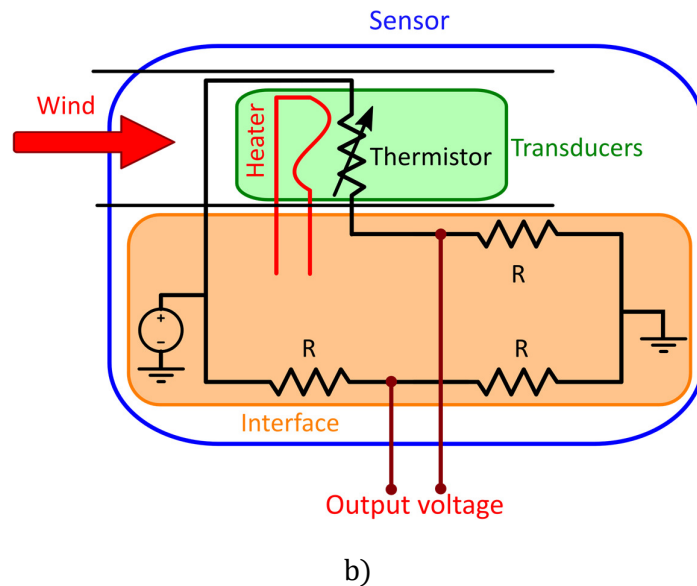 Sensor
Wind
Heater
Thermistor
Transducers
R
+
−
R
R
Interface
Output voltage
b)